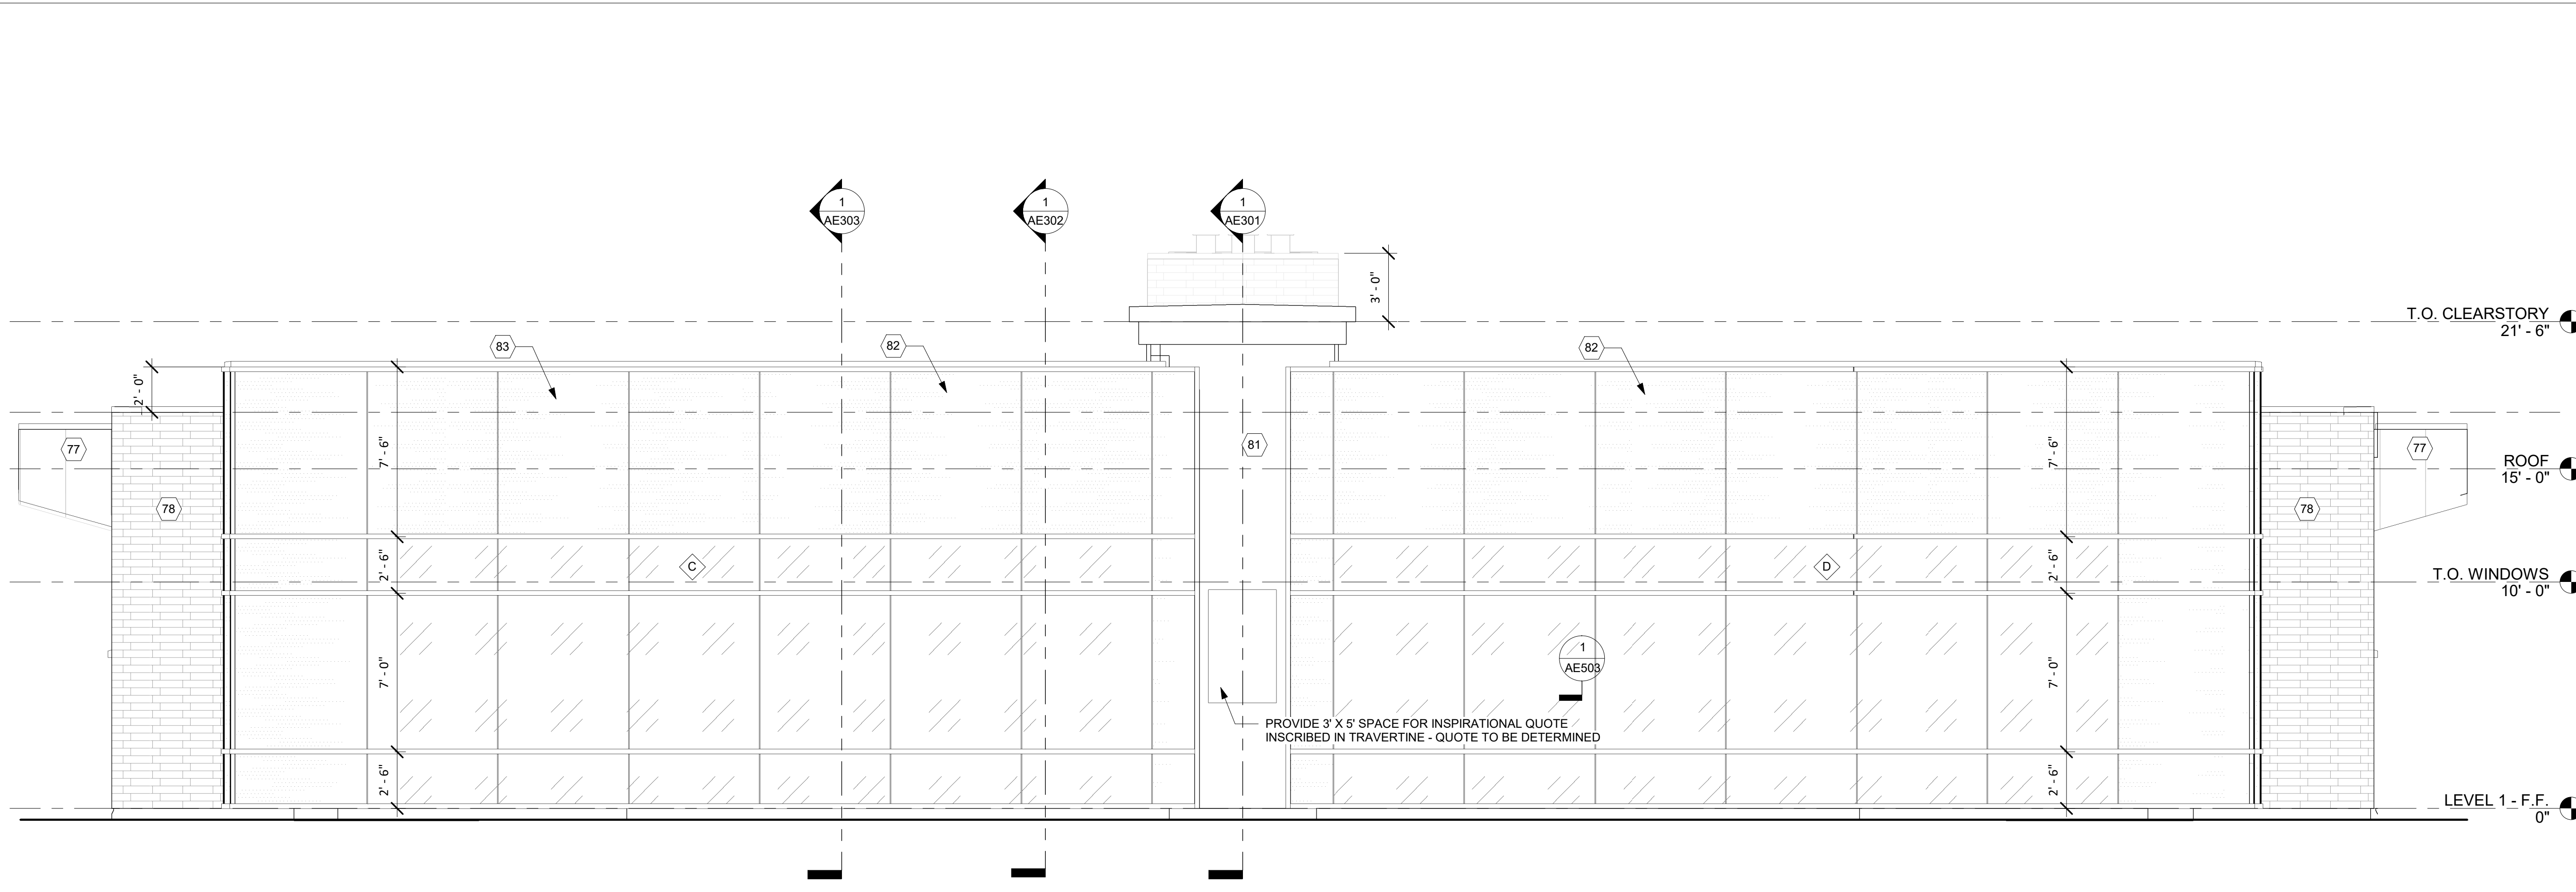 1
AE303
1
AE302
1
AE301
3' - 0"
T.O. CLEARSTORY
21' - 6"
83
82
82
2' - 0"
77
7' - 6"
81
7' - 6"
77
ROOF
15' - 0"
78
78
2' - 6"
C
D
2' - 6"
T.O. WINDOWS
10' - 0"
7' - 0"
1
AE503
7' - 0"
PROVIDE 3' X 5' SPACE FOR INSPIRATIONAL QUOTE
INSCRIBED IN TRAVERTINE - QUOTE TO BE DETERMINED
2' - 6"
2' - 6"
LEVEL 1 - F.F.
0"